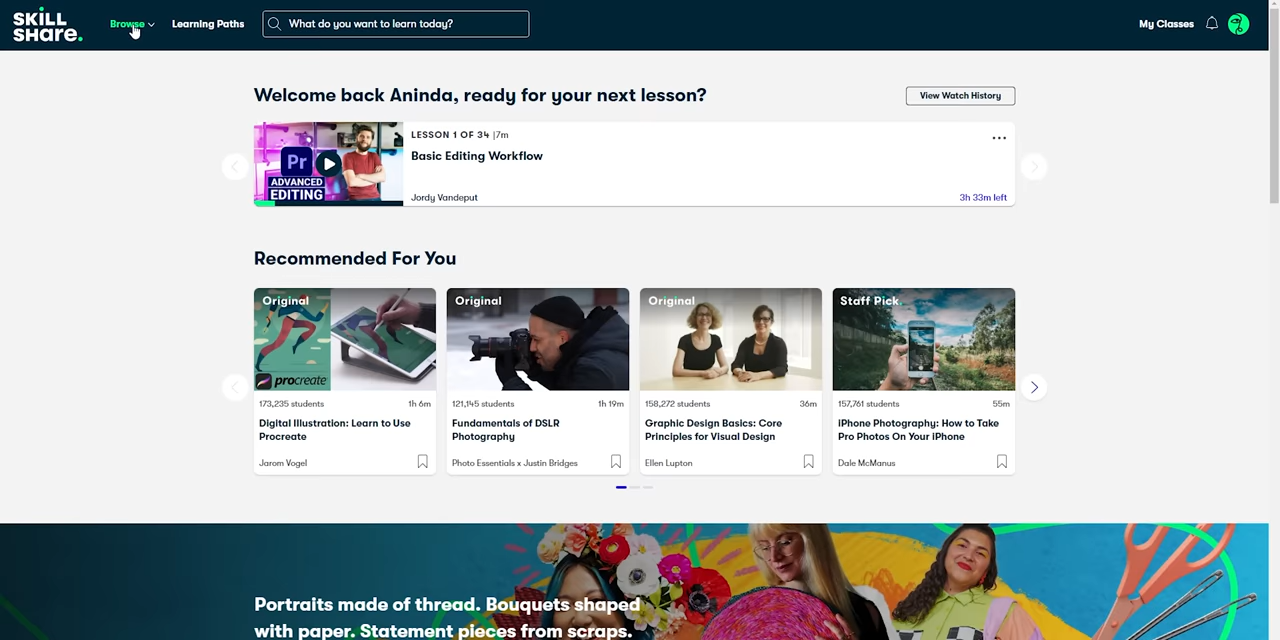 SKiLL
SHare.
Browse
Learning Paths
What do you want to learn today?
My Classes
Welcome back Aninda, ready for your next lesson?
View Watch History
Pr
ADVANCED
EDITING
LESSON 1 OF 34 |7m
Basic Editing Workflow
Jordy Vandeput
3h 33m left
Recommended For You
Original
procreate
173,235 students
1h 6m
Digital Illustration: Learn to Use
Procreate
Jarom Vogel
Original
121,145 students
1h 19m
Fundamentals of DSLR
Photography
Photo Essentials x Justin Bridges
Original
158,272 students
36m
Graphic Design Basics: Core
Principles for Visual Design
Ellen Lupton
Staff Pick
157,761 students
55m
iPhone Photography: How to Take
Pro Photos On Your iPhone
Dale McManus
Portraits made of thread. Bouquets shaped
with paper. Statement pieces from scraps.